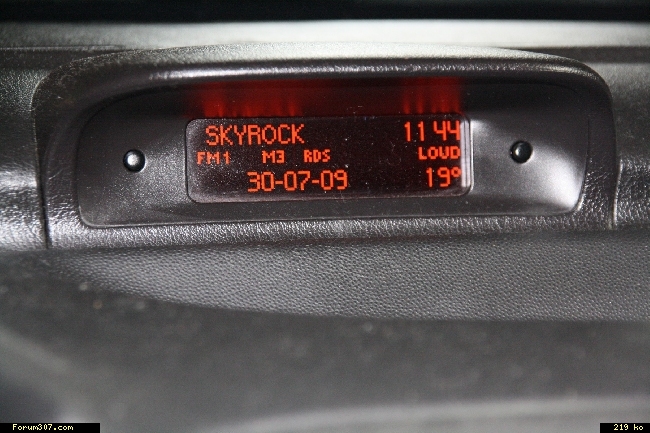 SKYROCK 11 44
FM1 M3 RDS LOUD
30-07-09 19°
Forum307.com 219 ko